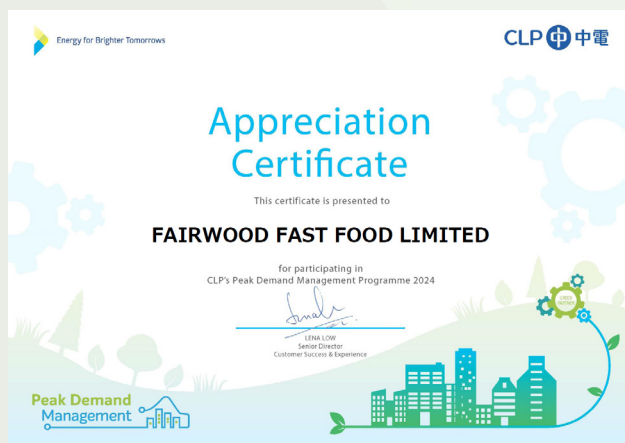 Energy for Brighter Tomorrows
CLP 中電
Appreciation
Certificate
This certificate is presented to
FAIRWOOD FAST FOOD LIMITED
for participating in
CLP's Peak Demand Management Programme 2024
LENA LOW
Senior Director
Customer Success & Experience
Peak Demand
Management